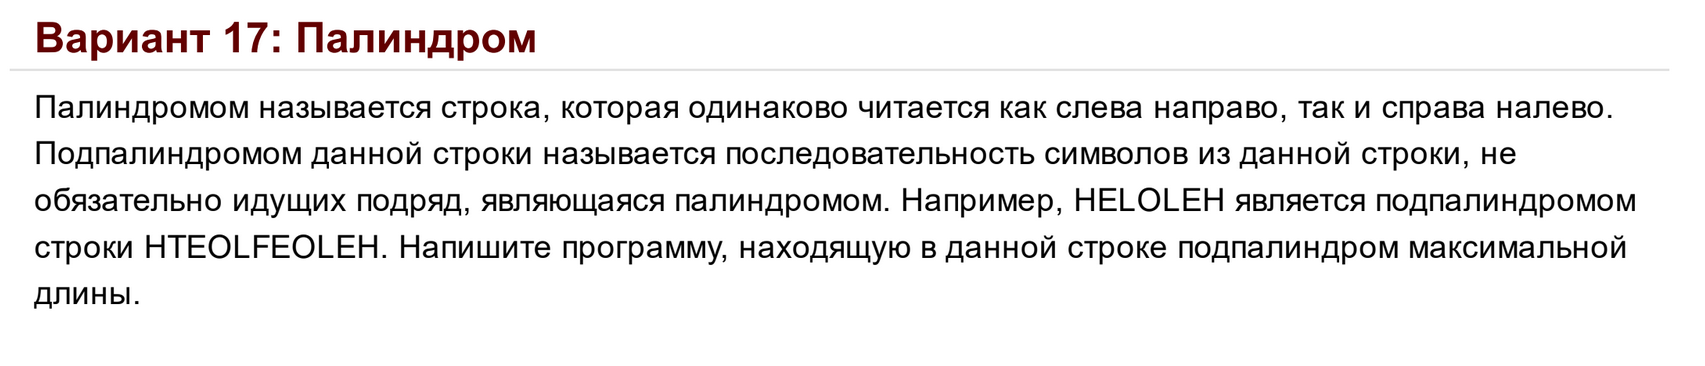 Вариант 17: Палиндром
Палиндромом называется строка, которая одинаково читается как слева направо, так и справа налево.
Подпалиндромом данной строки называется последовательность символов из данной строки, не
обязательно идущих подряд, являющаяся палиндромом. Например, HELOLEH является подпалиндромом
строки HTEOLFEOLEH. Напишите программу, находящую в данной строке подпалиндром максимальной
длины.